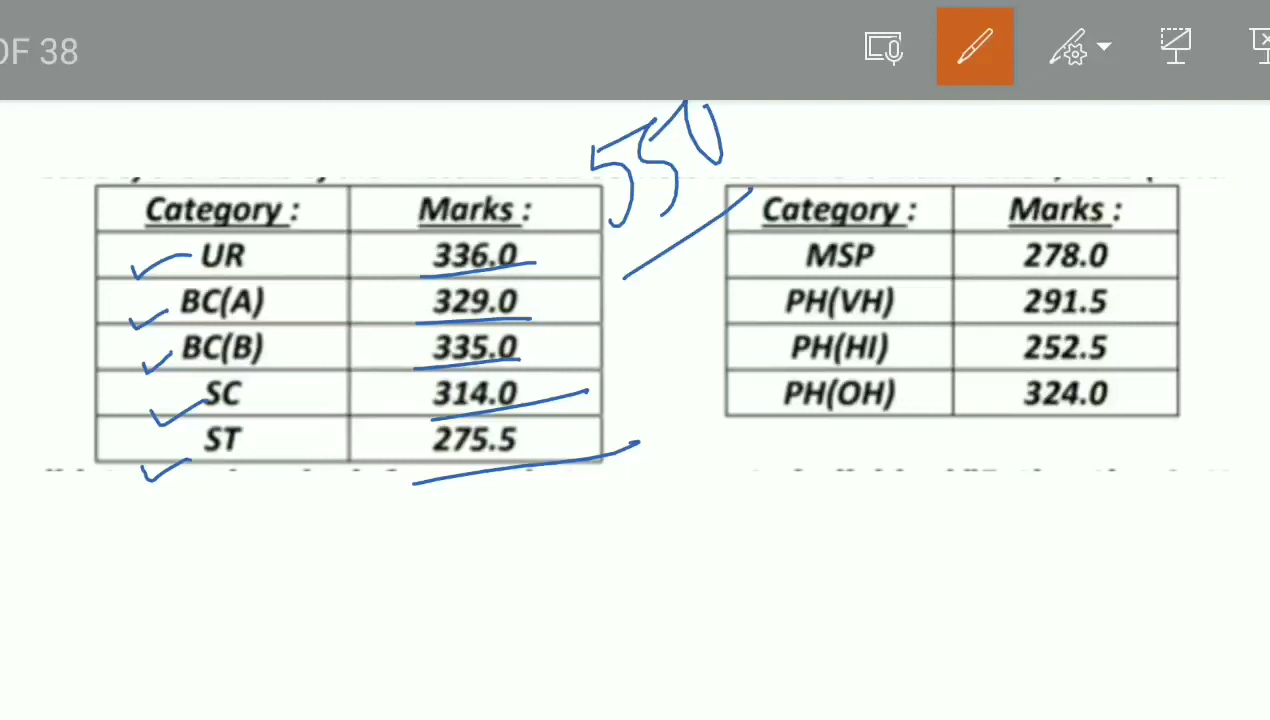 OF 38
550
Category : Marks :
UR 336.0
BC(A) 329.0
BC(B) 335.0
SC 314.0
ST 275.5
Category : Marks :
MSP 278.0
PH(VH) 291.5
PH(HI) 252.5
PH(OH) 324.0